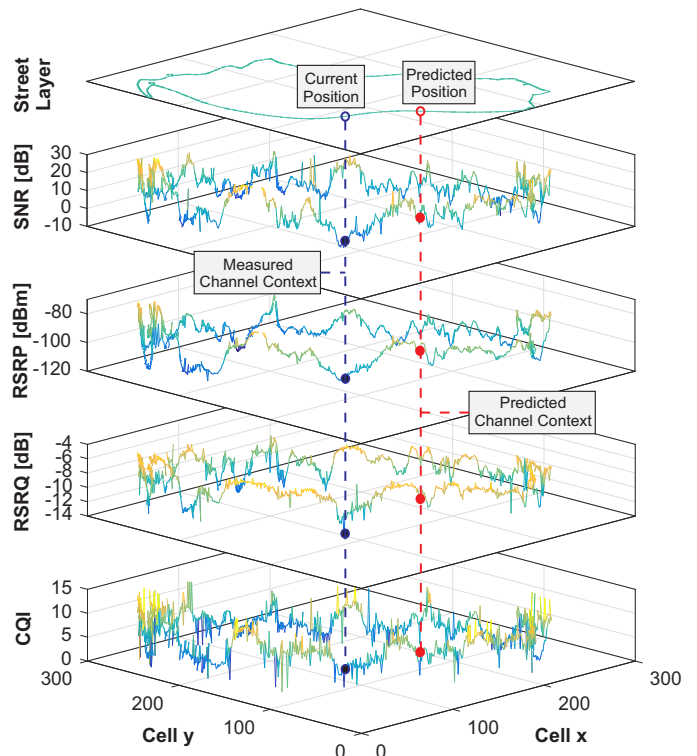 Street
Layer
Current
Position
Predicted
Position
SNR [dB]
30
20
10
0
-10
Measured
Channel Context
RSRP [dBm]
-80
-100
-120
Predicted
Channel Context
RSRQ [dB]
-4
-6
-8
-10
-12
-14
CQI
15
10
5
0
300
200
100
0
Cell y
0
100
200
300
Cell x